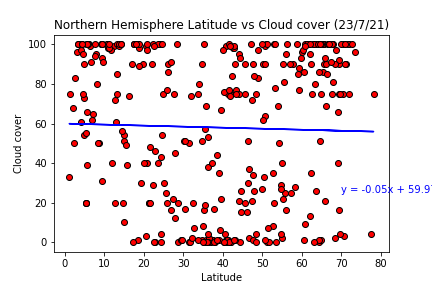 Northern Hemisphere Latitude vs Cloud cover (23/7/21)
100
80
60
40
20
0
Cloud cover
y = -0.05x + 59.9
0 10 20 30 40 50 60 70 80
Latitude